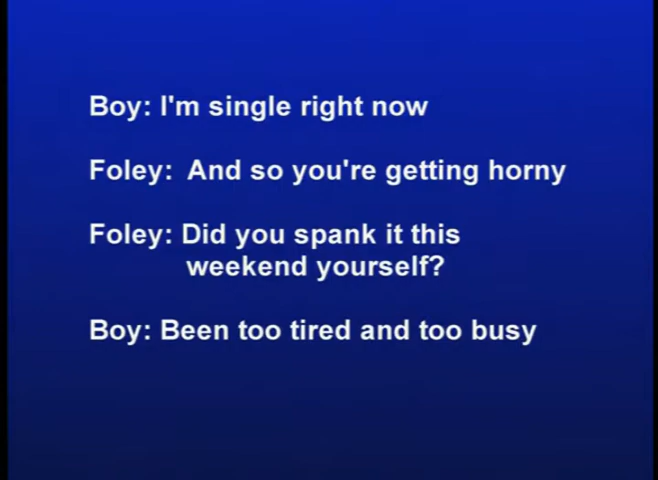 Boy: I'm single right now
Foley: And so you're getting horny
Foley: Did you spank it this
weekend yourself?
Boy: Been too tired and too busy